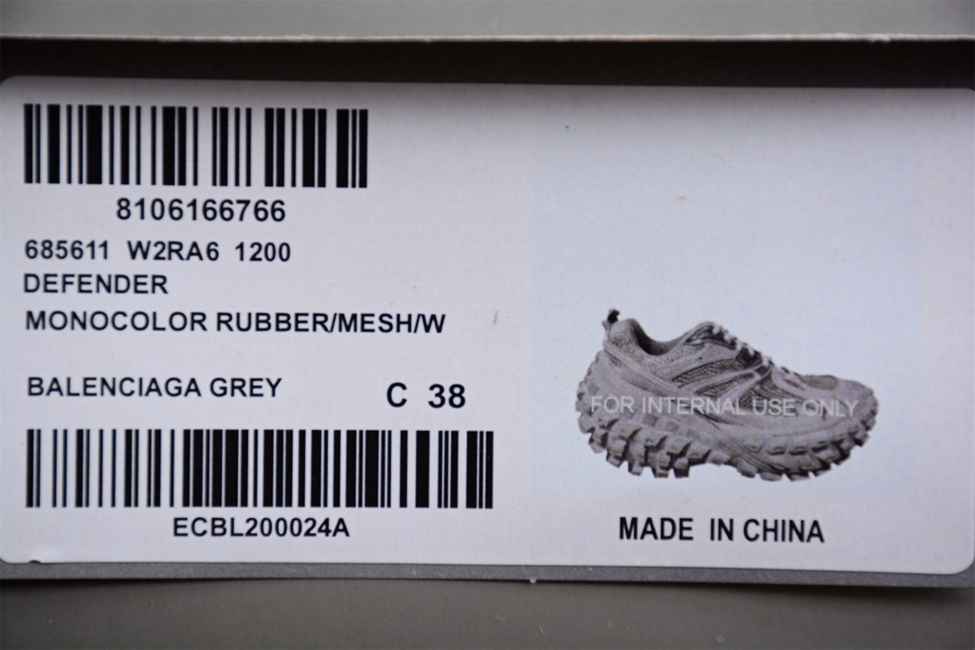 8106166766
685611 W2RA6 1200
DEFENDER
MONOCOLOR RUBBER/MESH/W
BALENCIAGA GREY C 38
ECBL200024A
FOR INTERNAL USE ONLY
MADE IN CHINA